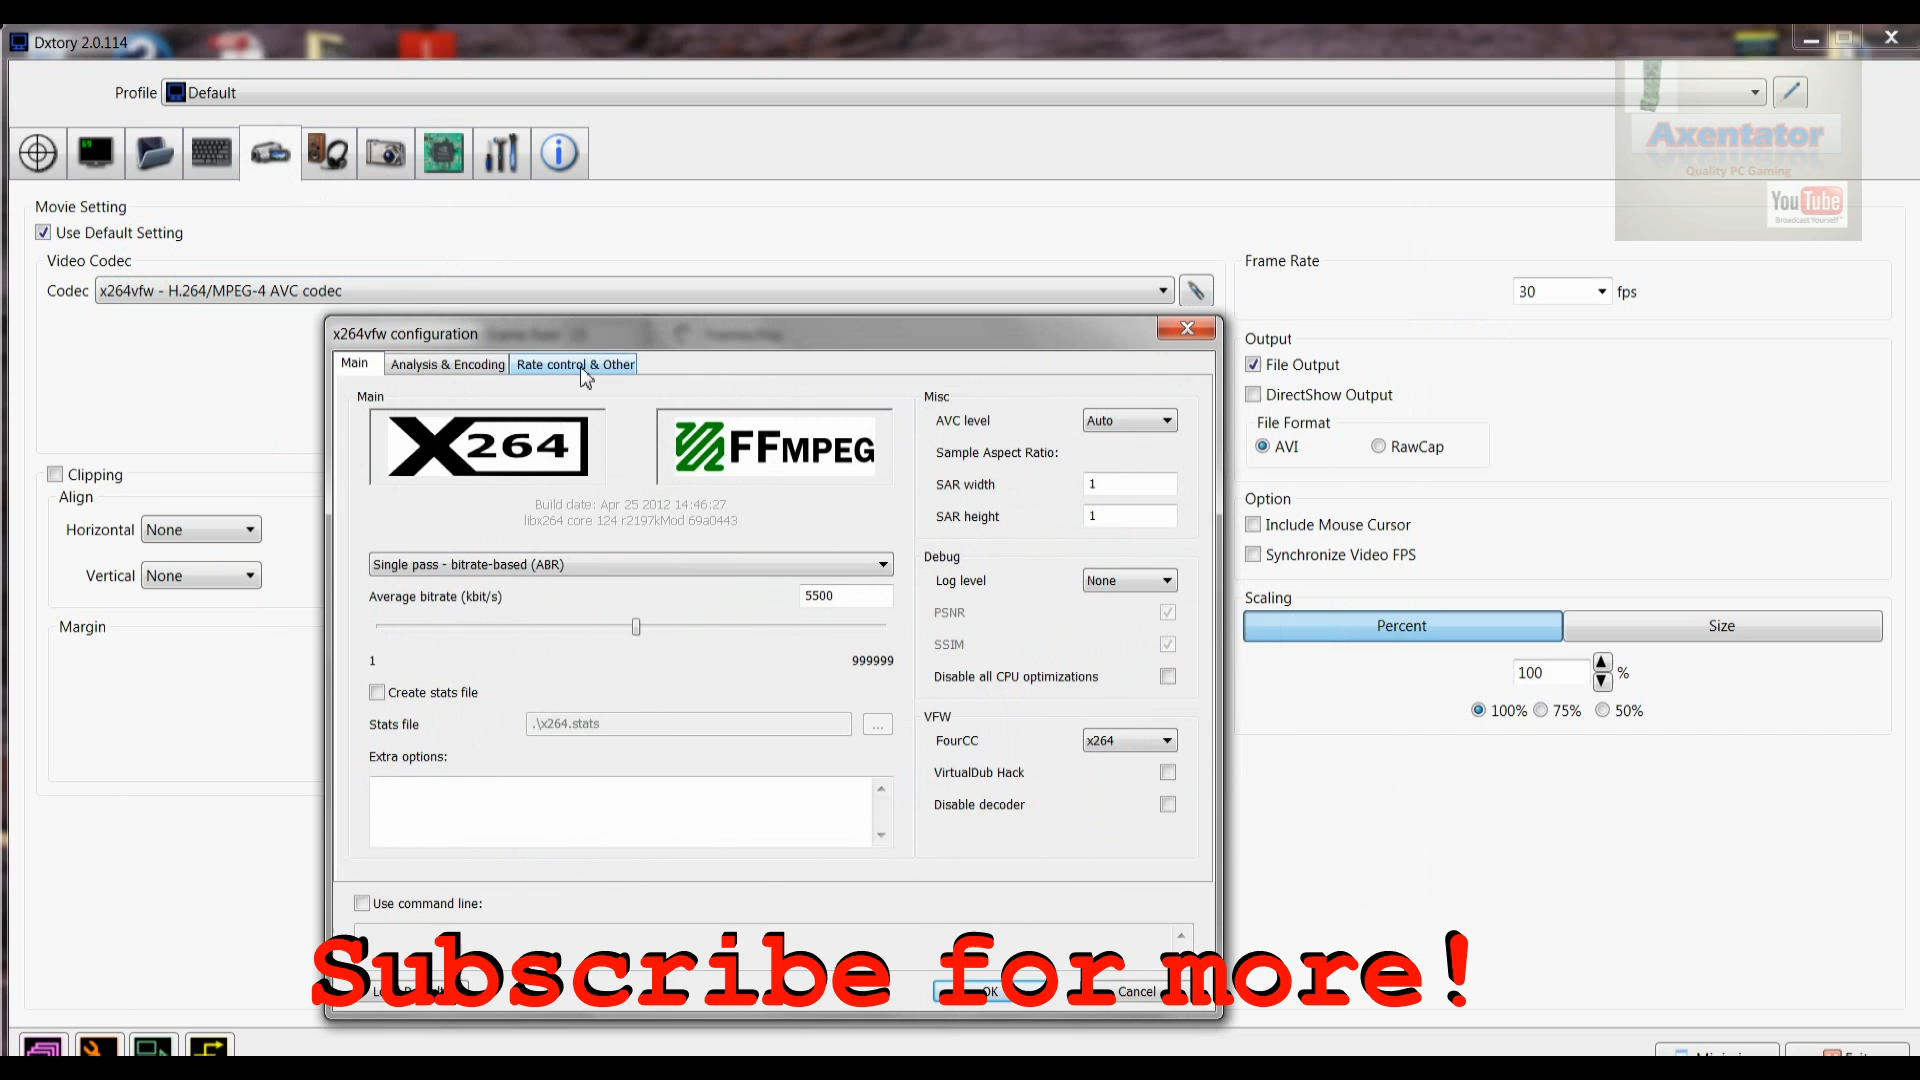 Dxtory 2.0.114
Profile Default
Axentator
Quality PC Gaming
YouTube
Broadcast Yourself™
Movie Setting
Use Default Setting
Video Codec
Codec x264vfw - H.264/MPEG-4 AVC codec
Frame Rate
30 fps
x264vfw configuration
Main Analysis & Encoding Rate control & Other
Main
X264
FFMPEG
Build date: Apr 25 2012 14:46:27
libx264 core 124 r2197kMod 69a0443
Single pass - bitrate-based (ABR)
Average bitrate (kbit/s) 5500
1 999999
Create stats file
Stats file .\x264.stats ...
Extra options:
Misc
AVC level Auto
Sample Aspect Ratio:
SAR width 1
SAR height 1
Debug
Log level None
PSNR
SSIM
Disable all CPU optimizations
VFW
FourCC x264
VirtualDub Hack
Disable decoder
Use command line:
OK Cancel
Clipping
Align
Horizontal None
Vertical None
Margin
Output
File Output
DirectShow Output
File Format
AVI RawCap
Option
Include Mouse Cursor
Synchronize Video FPS
Scaling
Percent Size
100 %
100% 75% 50%
Subscribe for more!